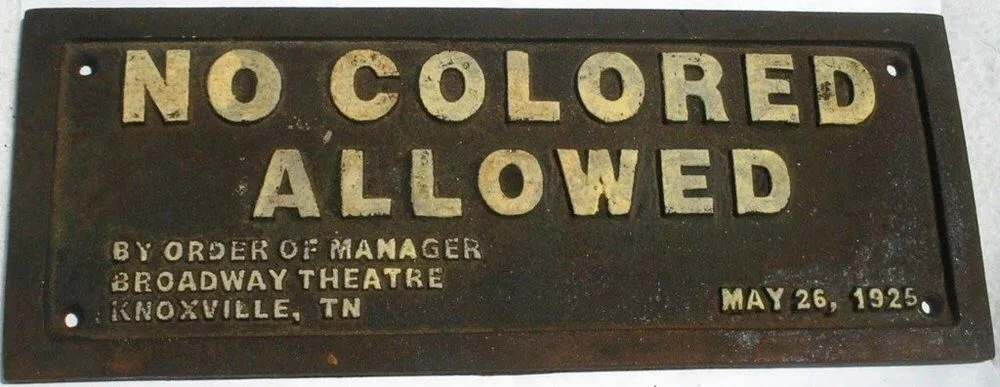 NO COLORED
ALLOWED
BY ORDER OF MANAGER
BROADWAY THEATRE
KNOXVILLE, TN
MAY 26, 1925